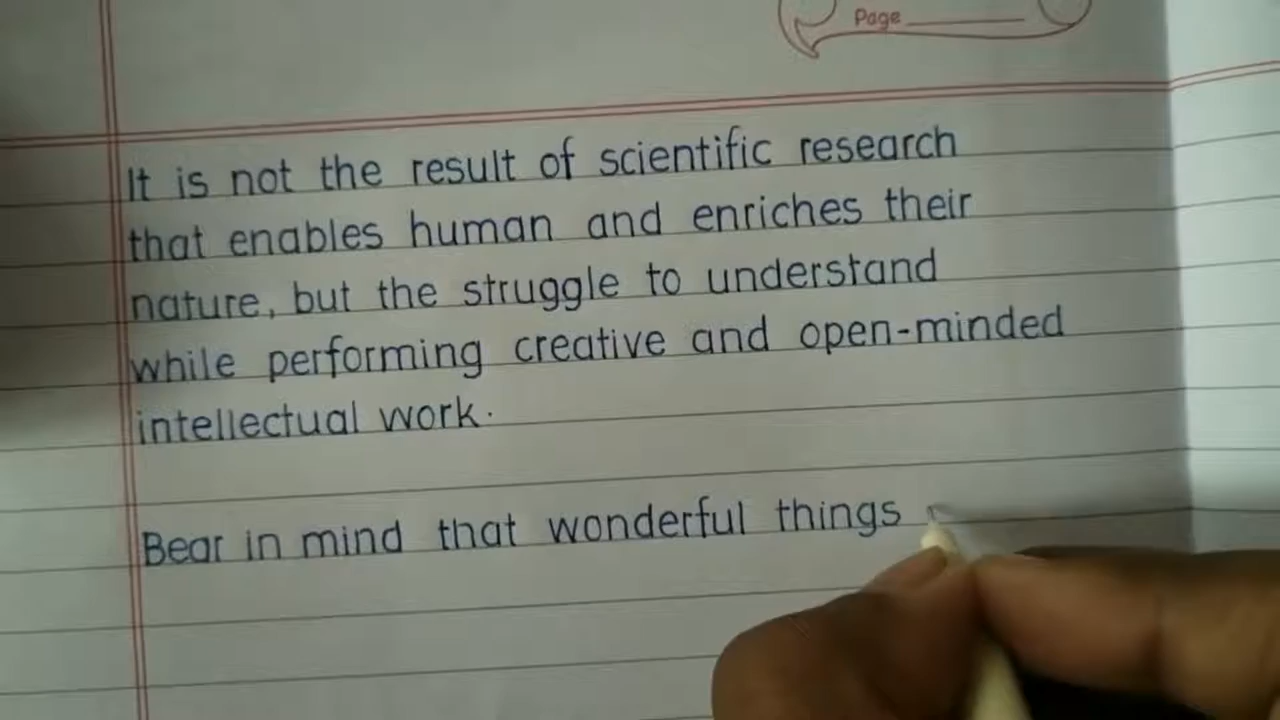 Page
It is not the result of scientific research
that enables human and enriches their
nature, but the struggle to understand
while performing creative and open-minded
intellectual work.
Bear in mind that wonderful things